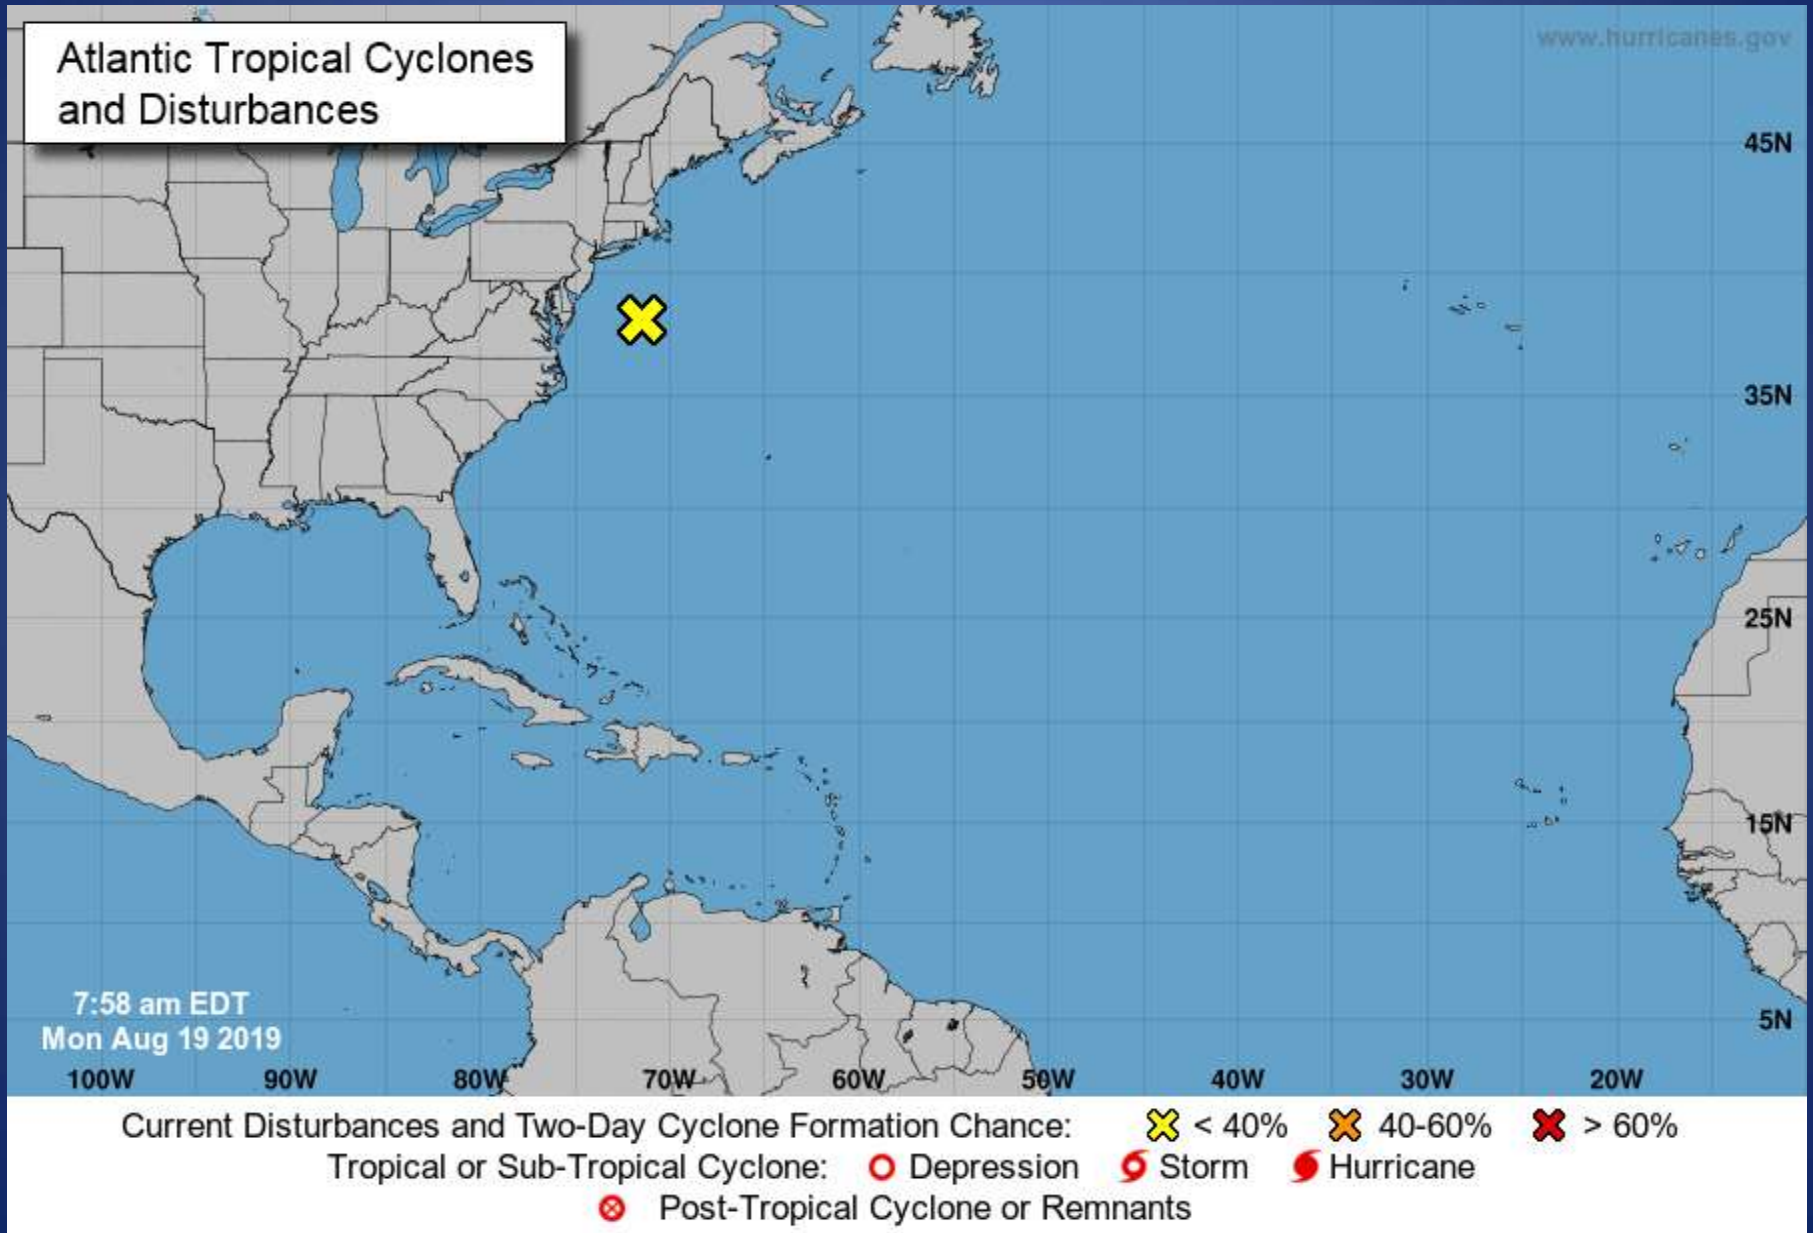 Atlantic Tropical Cyclones
and Disturbances
www.hurricanes.gov
45N
35N
25N
15N
5N
7:58 am EDT
Mon Aug 19 2019
100W 90W 80W 70W 60W 50W 40W 30W 20W
Current Disturbances and Two-Day Cyclone Formation Chance: < 40% 40-60% > 60%
Tropical or Sub-Tropical Cyclone: Depression Storm Hurricane
Post-Tropical Cyclone or Remnants